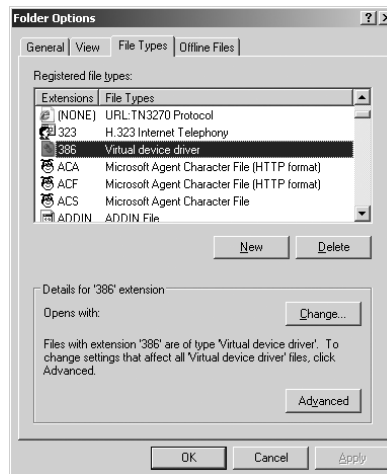 Folder Options
General View File Types Offline Files
Registered file types:
Extensions File Types
(NONE) URL:TN3270 Protocol
323 H.323 Internet Telephony
386 Virtual device driver
ACA Microsoft Agent Character File (HTTP format)
ACF Microsoft Agent Character File (HTTP format)
ACS Microsoft Agent Character File
ADDIN ADDIN File
New Delete
Details for '386' extension
Opens with: Change...
Files with extension '386' are of type 'Virtual device driver'. To
change settings that affect all 'Virtual device driver' files, click
Advanced.
Advanced
OK Cancel Apply